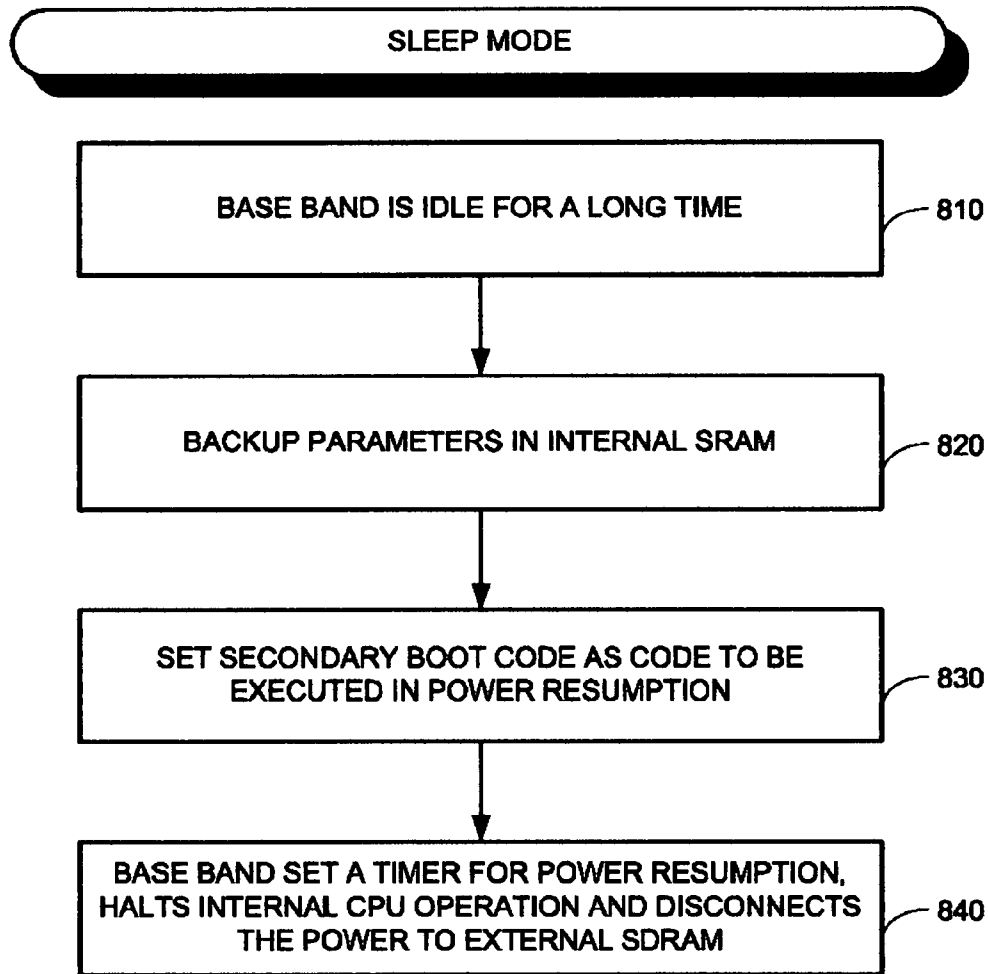 SLEEP MODE
BASE BAND IS IDLE FOR A LONG TIME
810
BACKUP PARAMETERS IN INTERNAL SRAM
820
SET SECONDARY BOOT CODE AS CODE TO BE
EXECUTED IN POWER RESUMPTION
830
BASE BAND SET A TIMER FOR POWER RESUMPTION,
HALTS INTERNAL CPU OPERATION AND DISCONNECTS
THE POWER TO EXTERNAL SDRAM
840